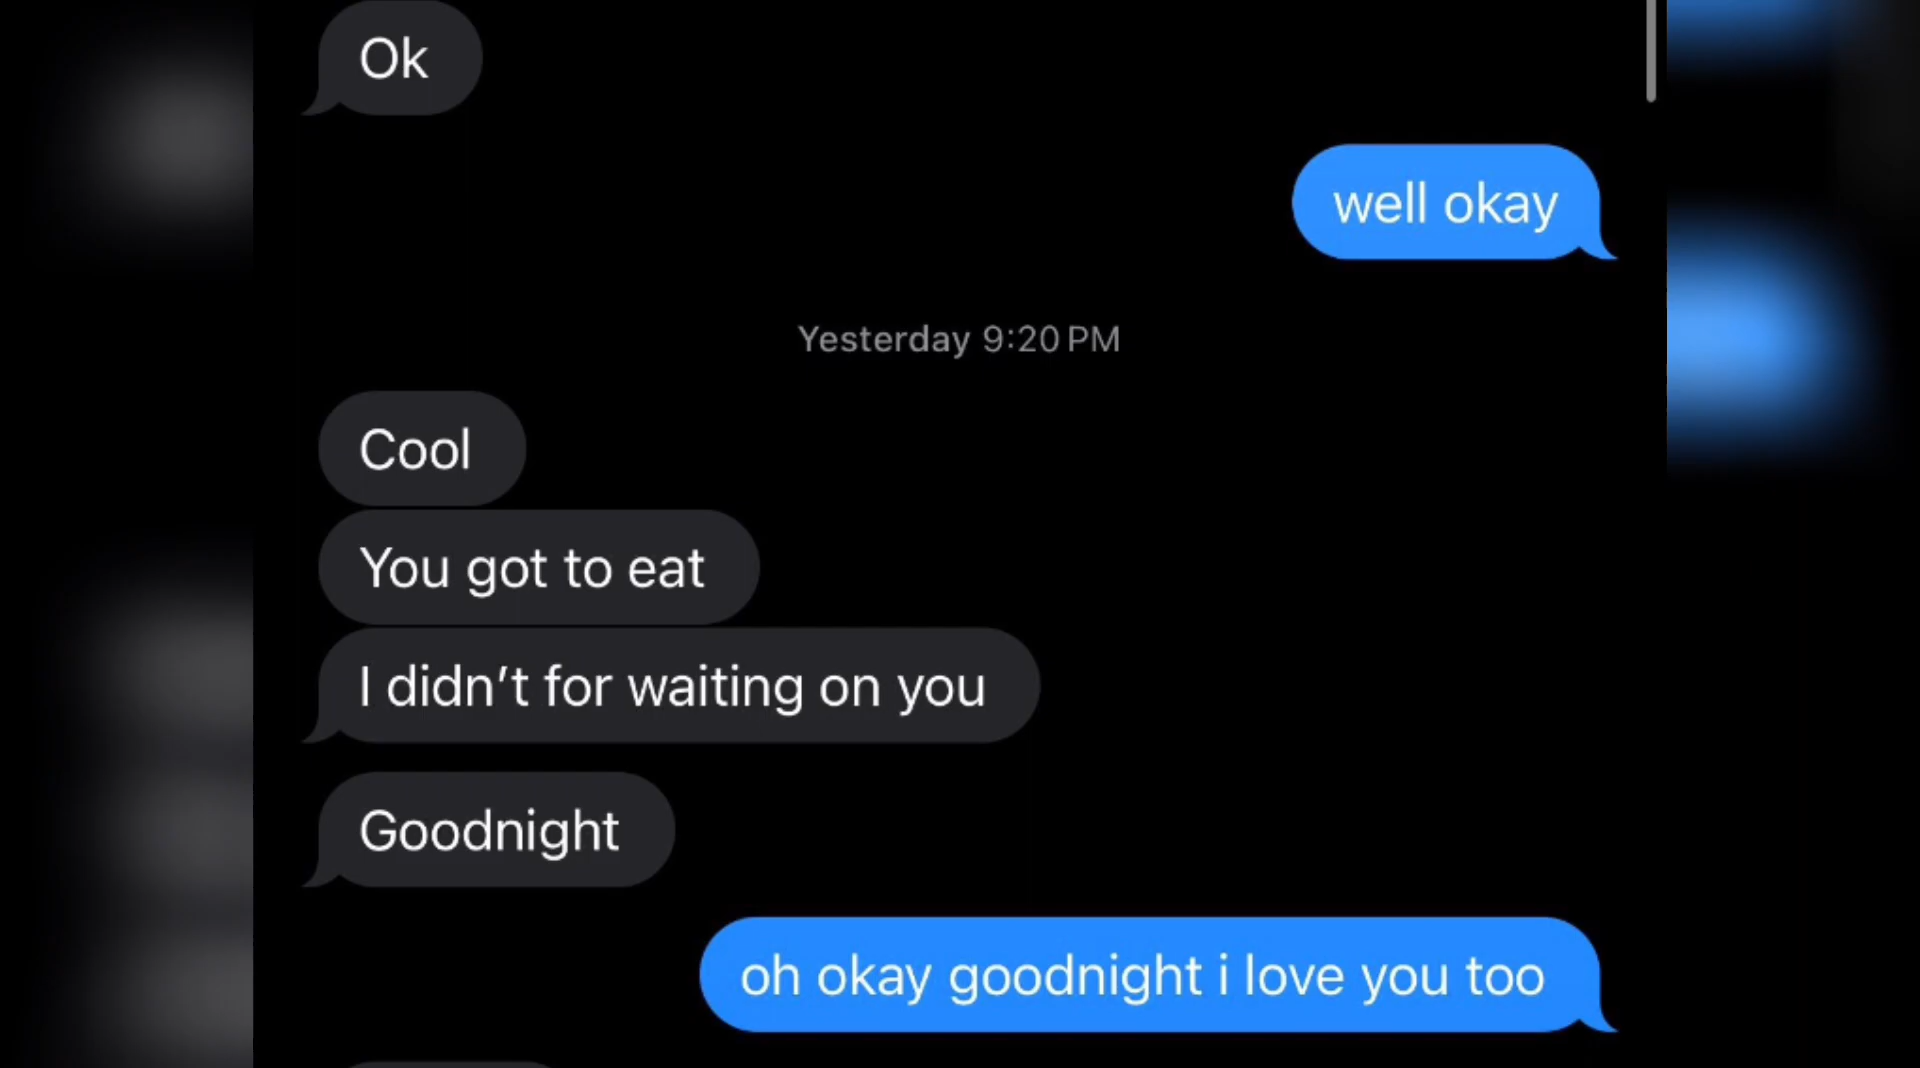 Ok
well okay
Yesterday 9:20 PM
Cool
You got to eat
I didn’t for waiting on you
Goodnight
oh okay goodnight i love you too